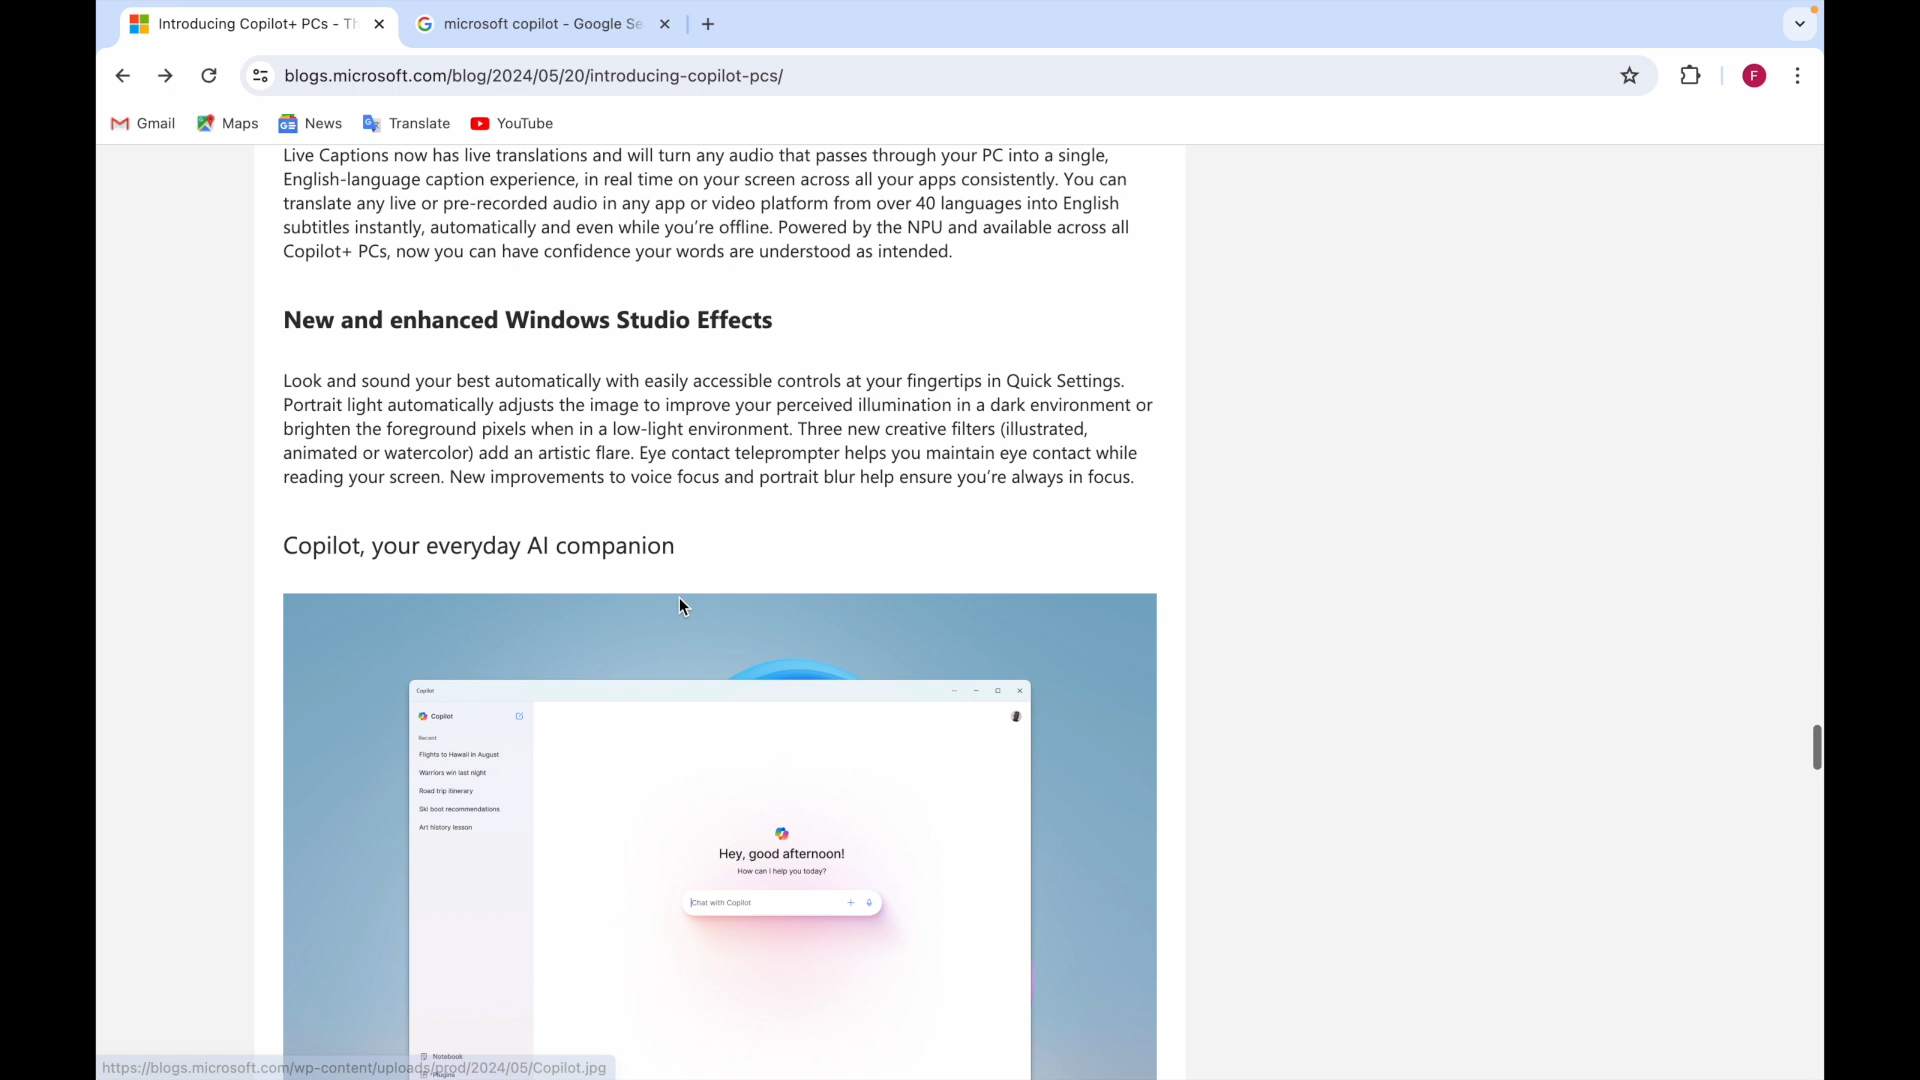 Introducing Copilot+ PCs - Th
microsoft copilot - Google Se
blogs.microsoft.com/blog/2024/05/20/introducing-copilot-pcs/
F
Gmail
Maps
News
Translate
YouTube
Live Captions now has live translations and will turn any audio that passes through your PC into a single,
English-language caption experience, in real time on your screen across all your apps consistently. You can
translate any live or pre-recorded audio in any app or video platform from over 40 languages into English
subtitles instantly, automatically and even while you’re offline. Powered by the NPU and available across all
Copilot+ PCs, now you can have confidence your words are understood as intended.
New and enhanced Windows Studio Effects
Look and sound your best automatically with easily accessible controls at your fingertips in Quick Settings.
Portrait light automatically adjusts the image to improve your perceived illumination in a dark environment or
brighten the foreground pixels when in a low-light environment. Three new creative filters (illustrated,
animated or watercolor) add an artistic flare. Eye contact teleprompter helps you maintain eye contact while
reading your screen. New improvements to voice focus and portrait blur help ensure you’re always in focus.
Copilot, your everyday AI companion
Copilot
Copilot
Recent
Flights to Hawaii in August
Warriors win last night
Road trip itinerary
Ski boot recommendations
Art history lesson
Hey, good afternoon!
How can I help you today?
Chat with Copilot
Notebook
Plugins
https://blogs.microsoft.com/wp-content/uploads/prod/2024/05/Copilot.jpg